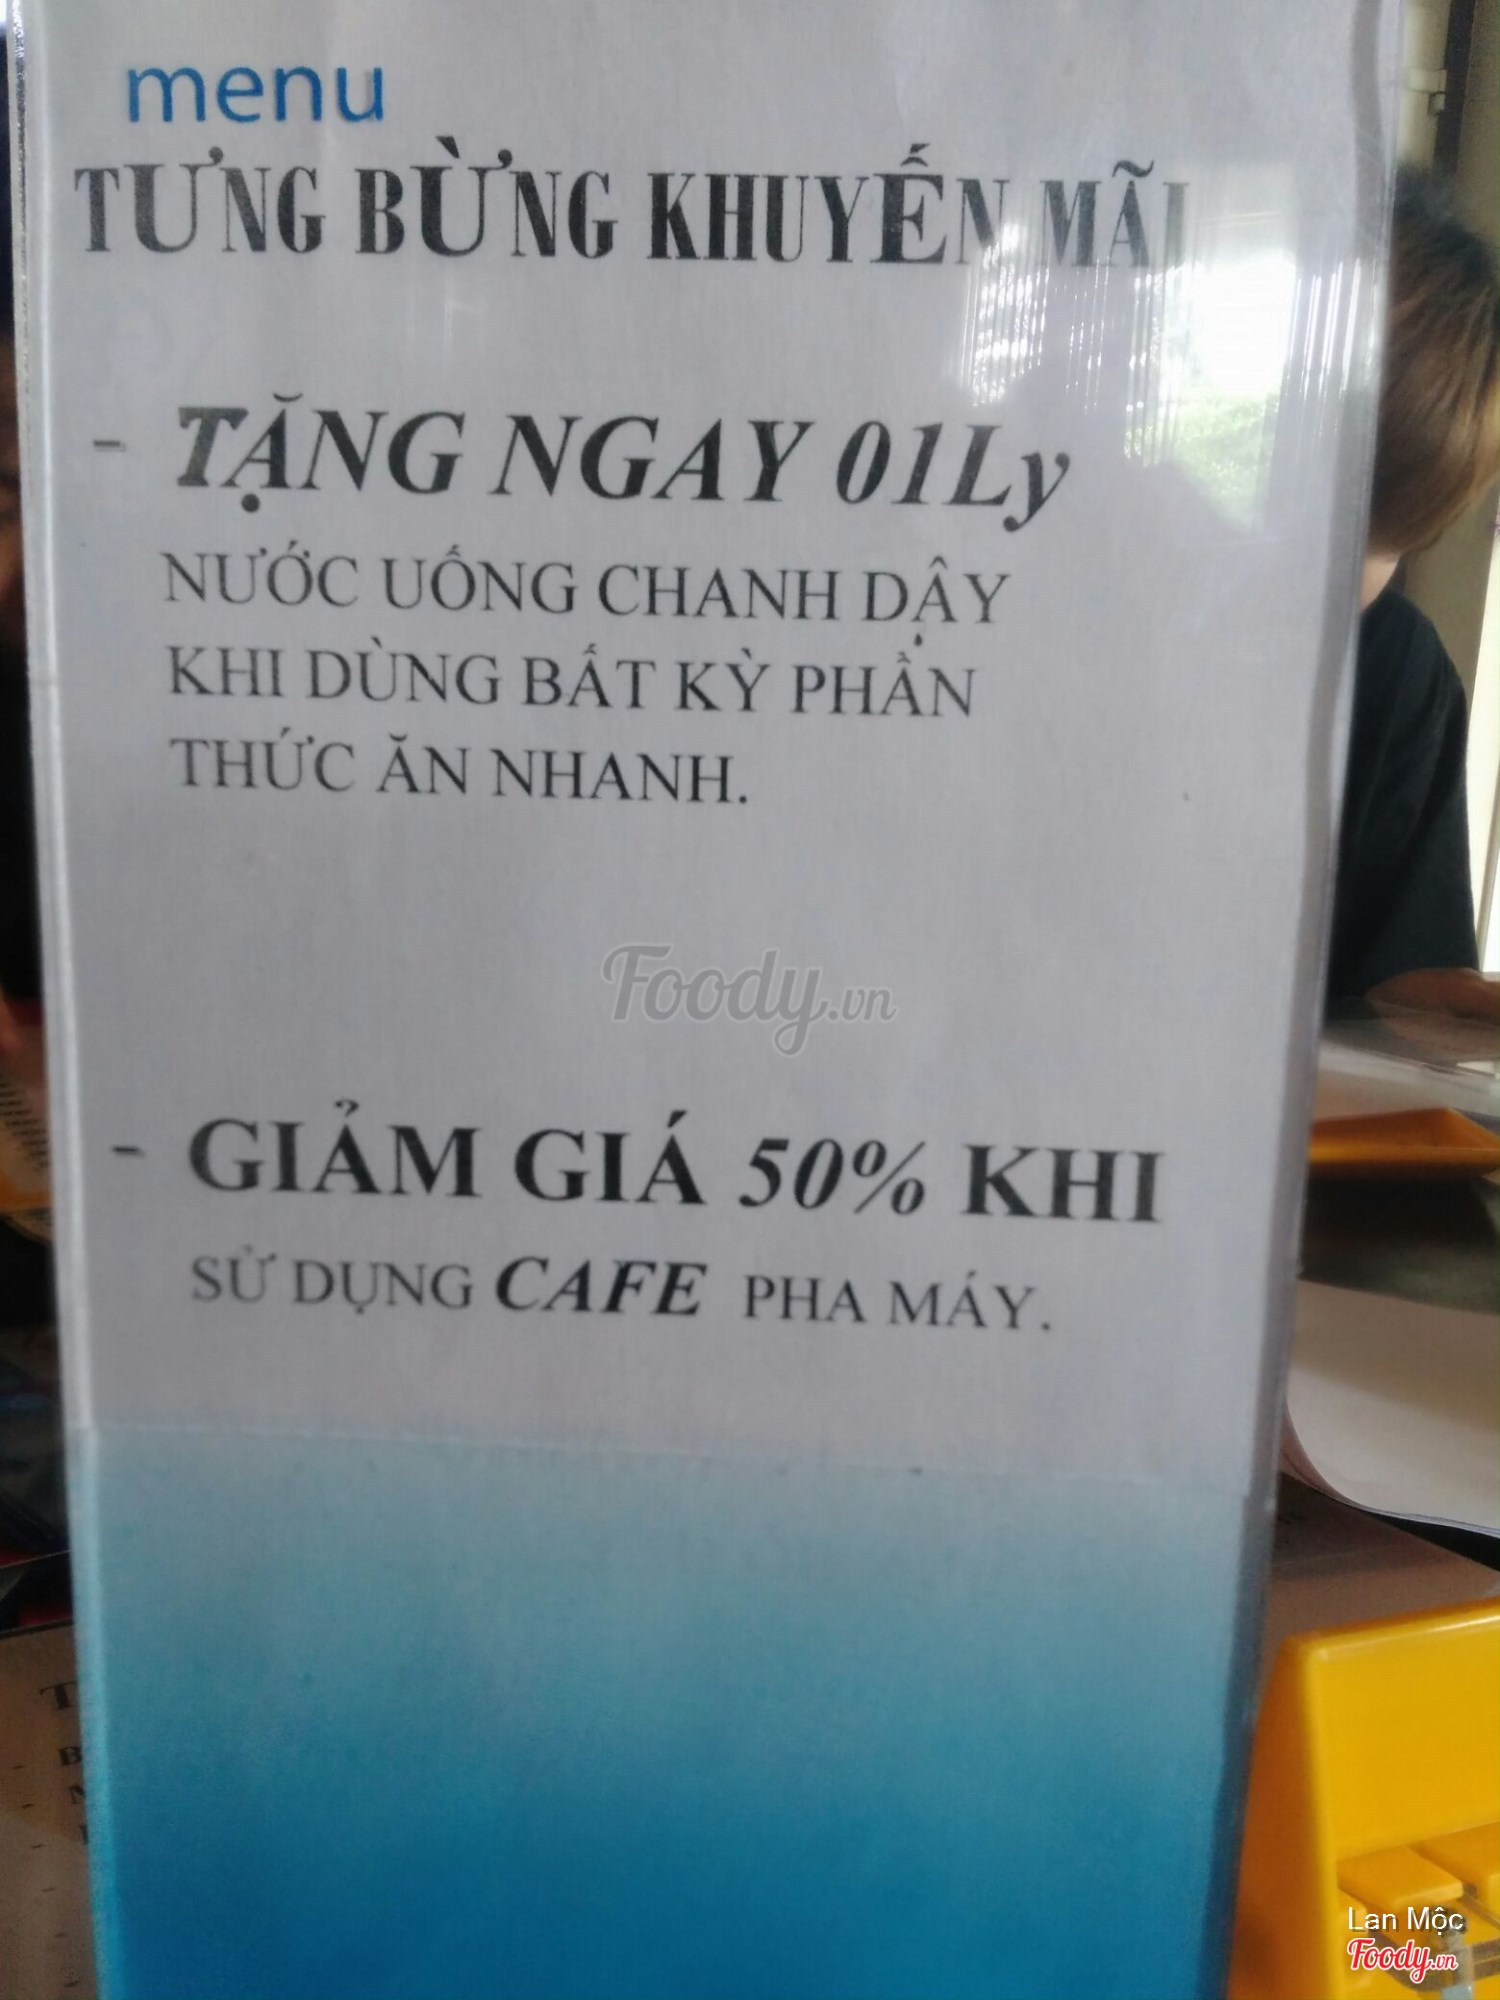 menu
TƯNG BỪNG KHUYẾN MÃI
- TẶNG NGAY 01Ly
NƯỚC UỐNG CHANH DẬY
KHI DÙNG BẤT KỲ PHẦN
THỨC ĂN NHANH.
Foody.vn
- GIẢM GIÁ 50% KHI
SỬ DỤNG CAFE PHA MÁY.
Lan Mộc
Foody.vn